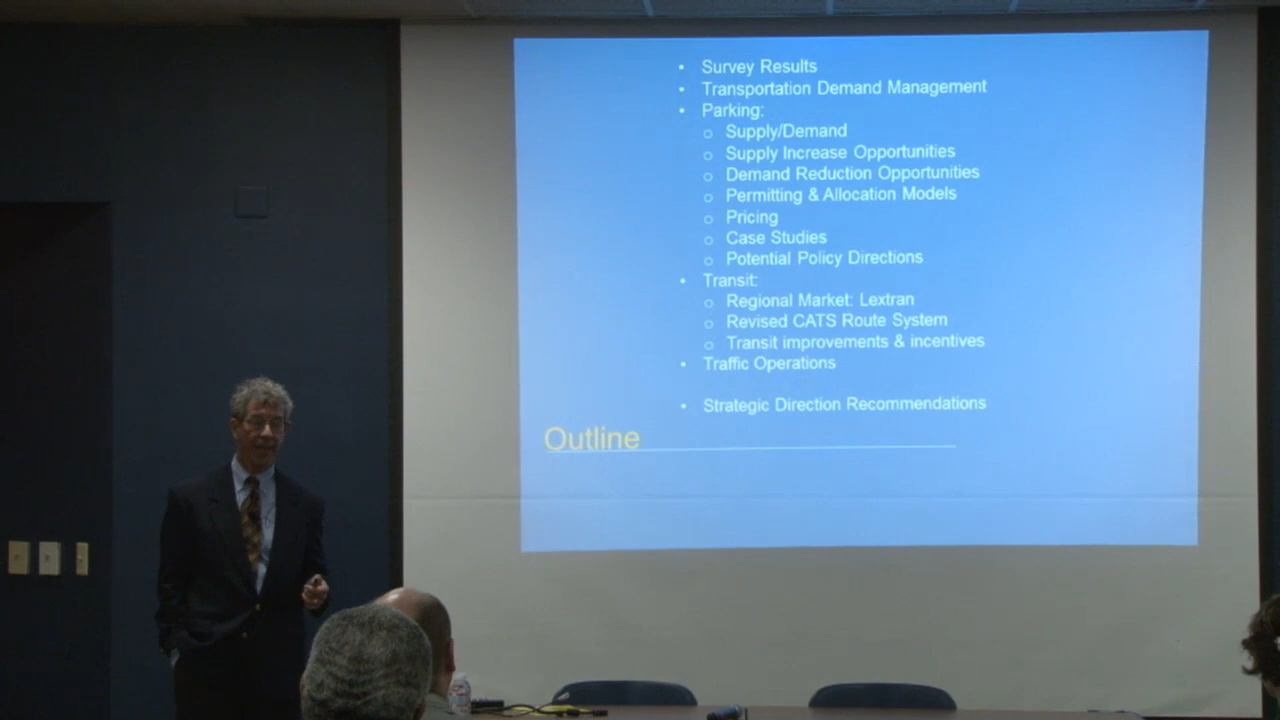 • Survey Results
• Transportation Demand Management
• Parking:
o Supply/Demand
o Supply Increase Opportunities
o Demand Reduction Opportunities
o Permitting & Allocation Models
o Pricing
o Case Studies
o Potential Policy Directions
• Transit:
o Regional Market: Lextran
o Revised CATS Route System
o Transit improvements & incentives
• Traffic Operations
• Strategic Direction Recommendations
Outline